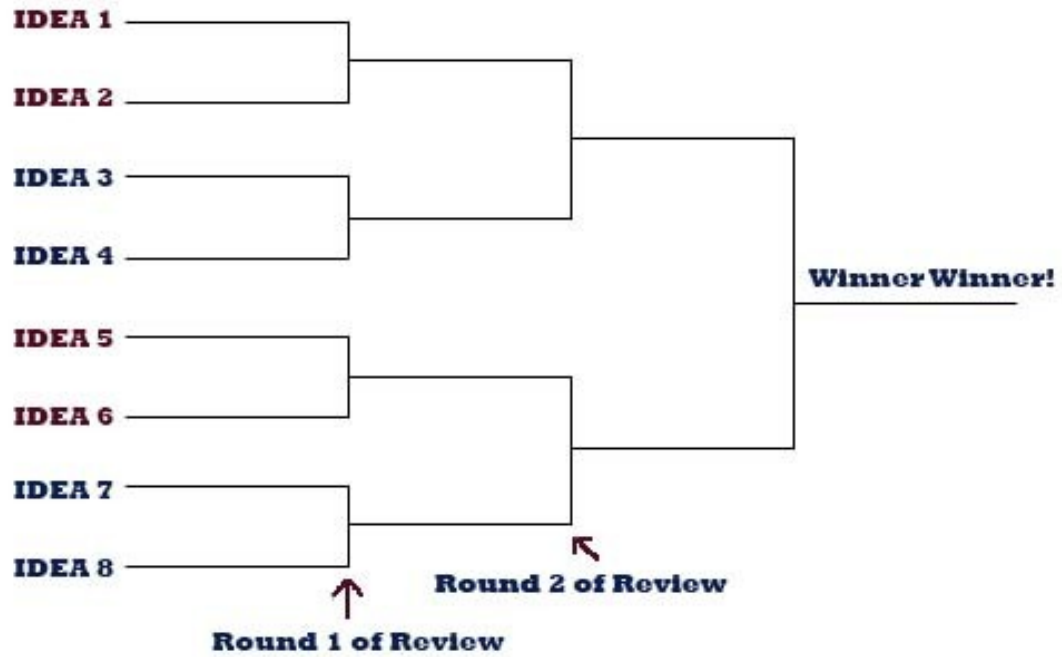 IDEA 1
IDEA 2
IDEA 3
IDEA 4
Winner Winner!
IDEA 5
IDEA 6
IDEA 7
IDEA 8
Round 2 of Review
Round 1 of Review